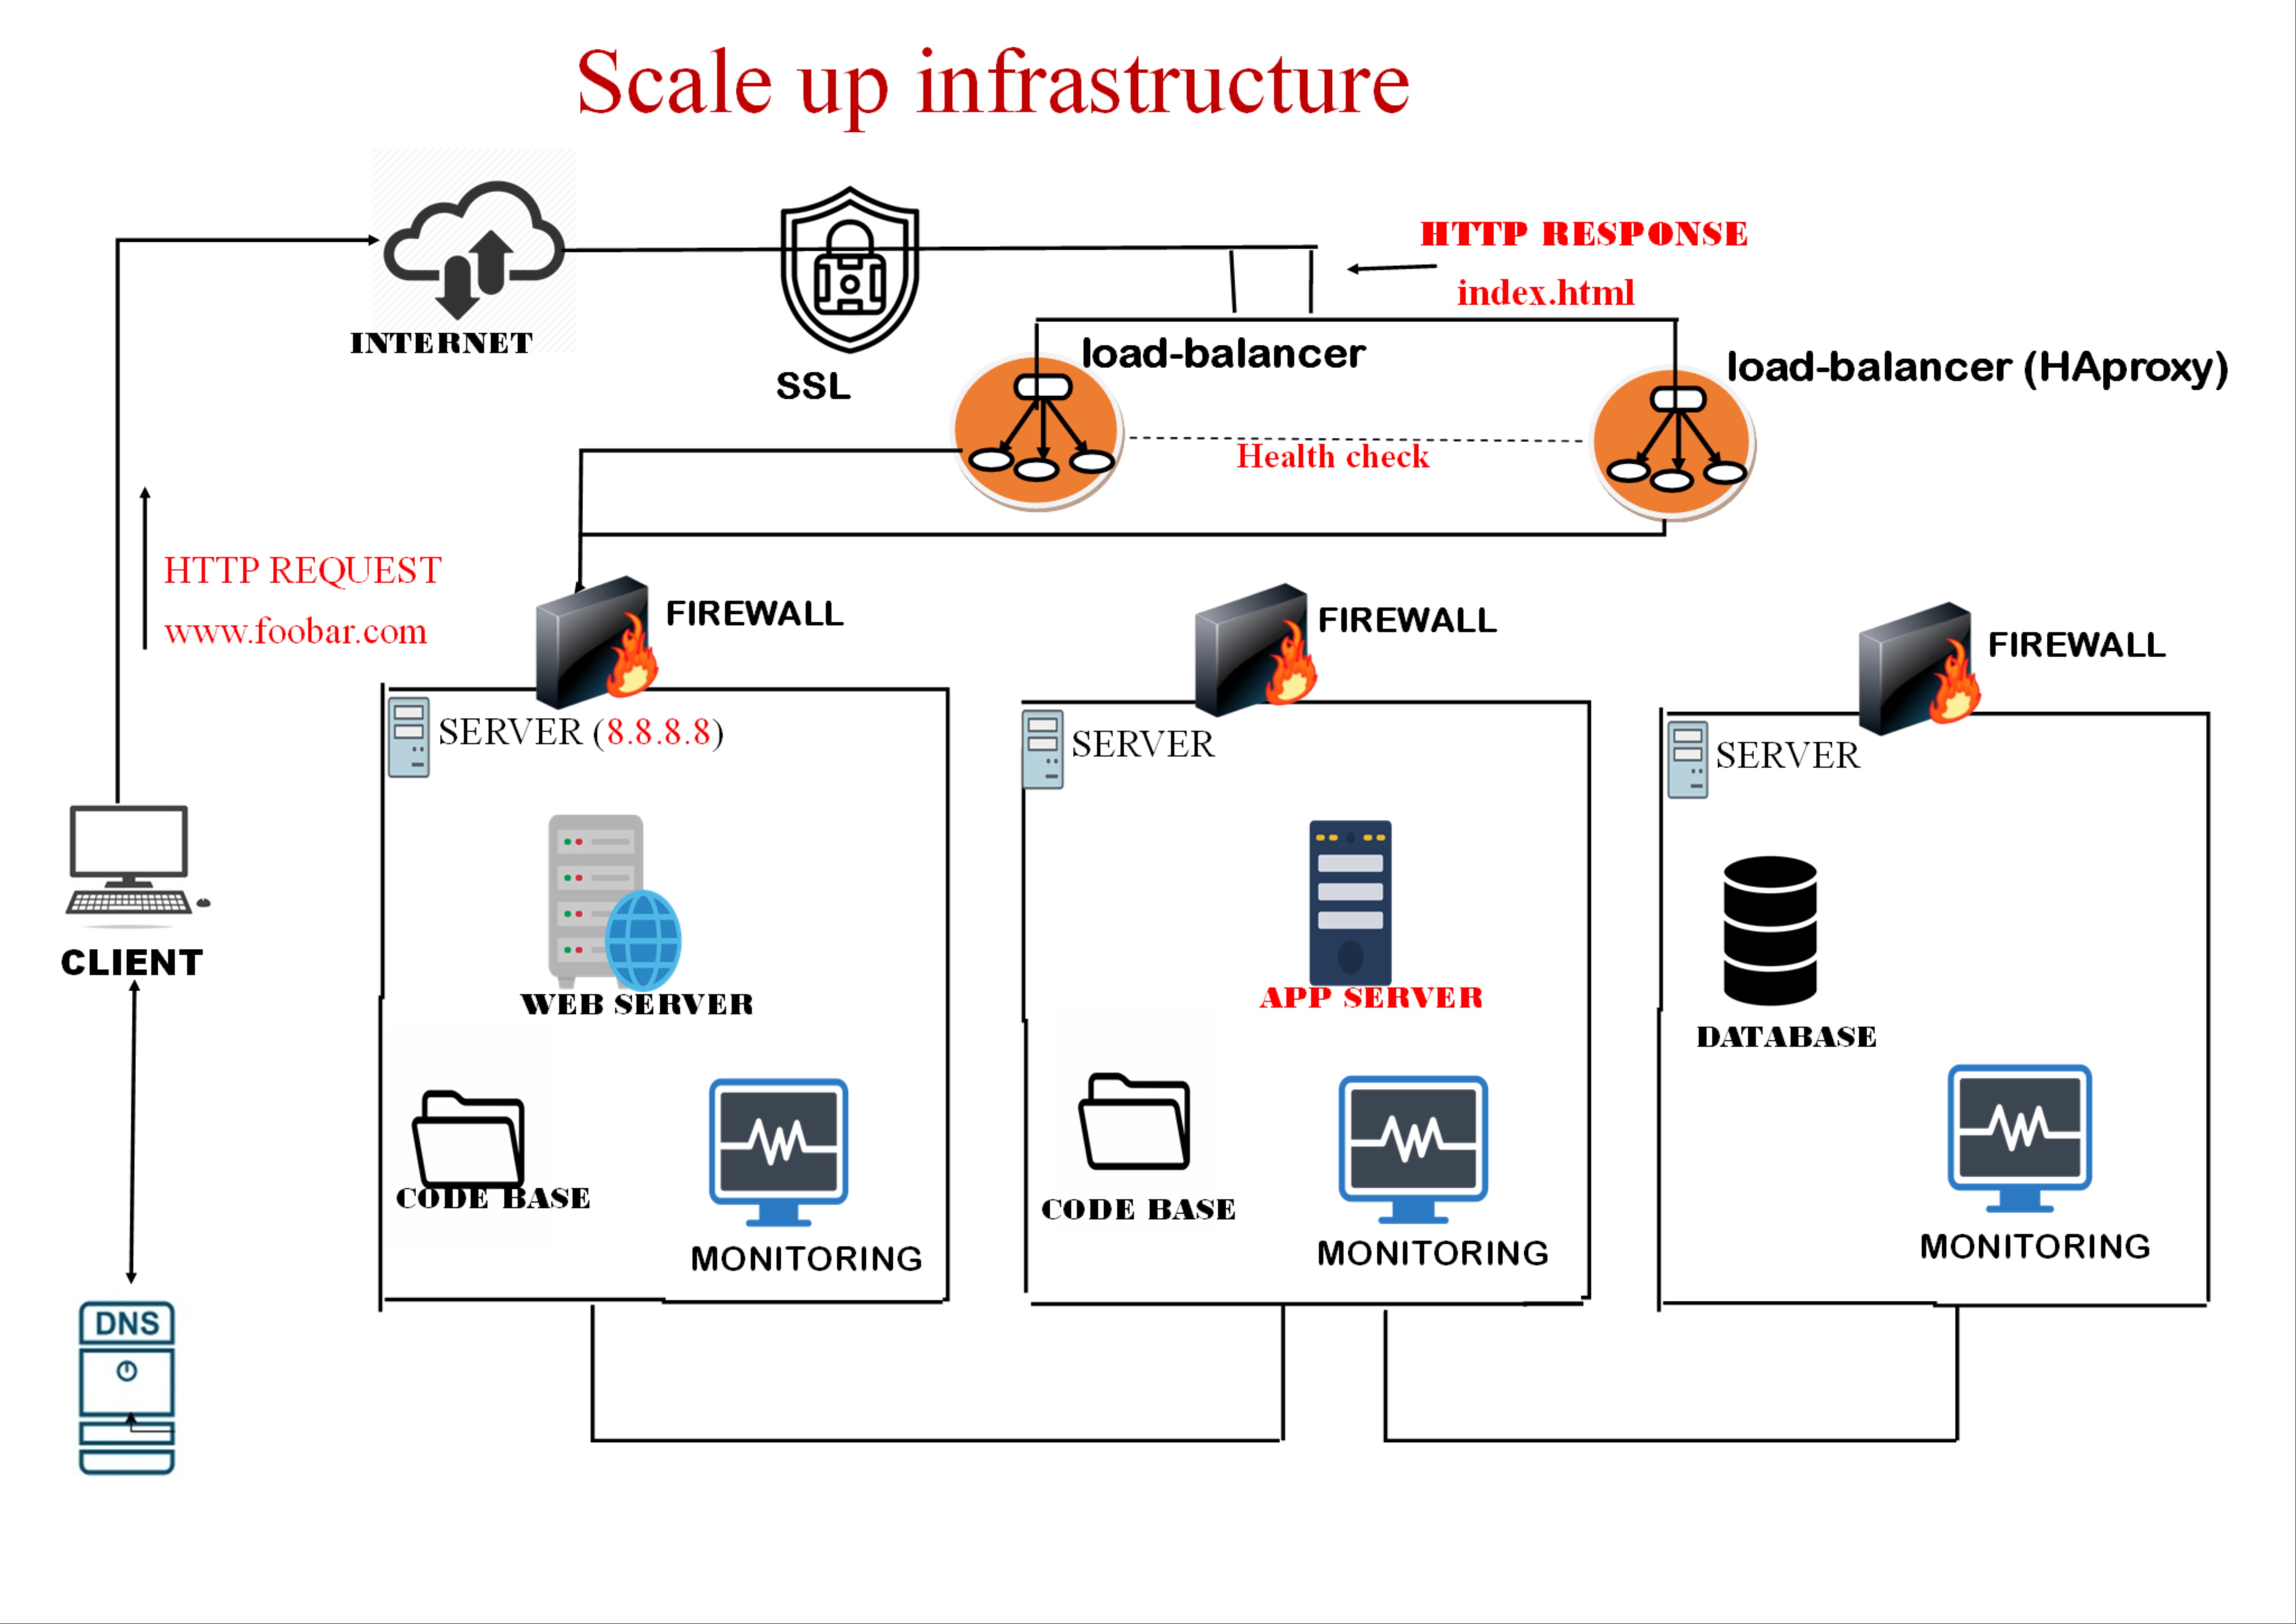 Scale up infrastructure
HTTP RESPONSE
index.html
INTERNET
SSL
load-balancer
load-balancer (HAproxy)
Health check
HTTP REQUEST
www.foobar.com
FIREWALL
FIREWALL
FIREWALL
SERVER (8.8.8.8)
SERVER
SERVER
CLIENT
WEB SERVER
APP SERVER
DATABASE
CODE BASE
CODE BASE
MONITORING
MONITORING
MONITORING
DNS